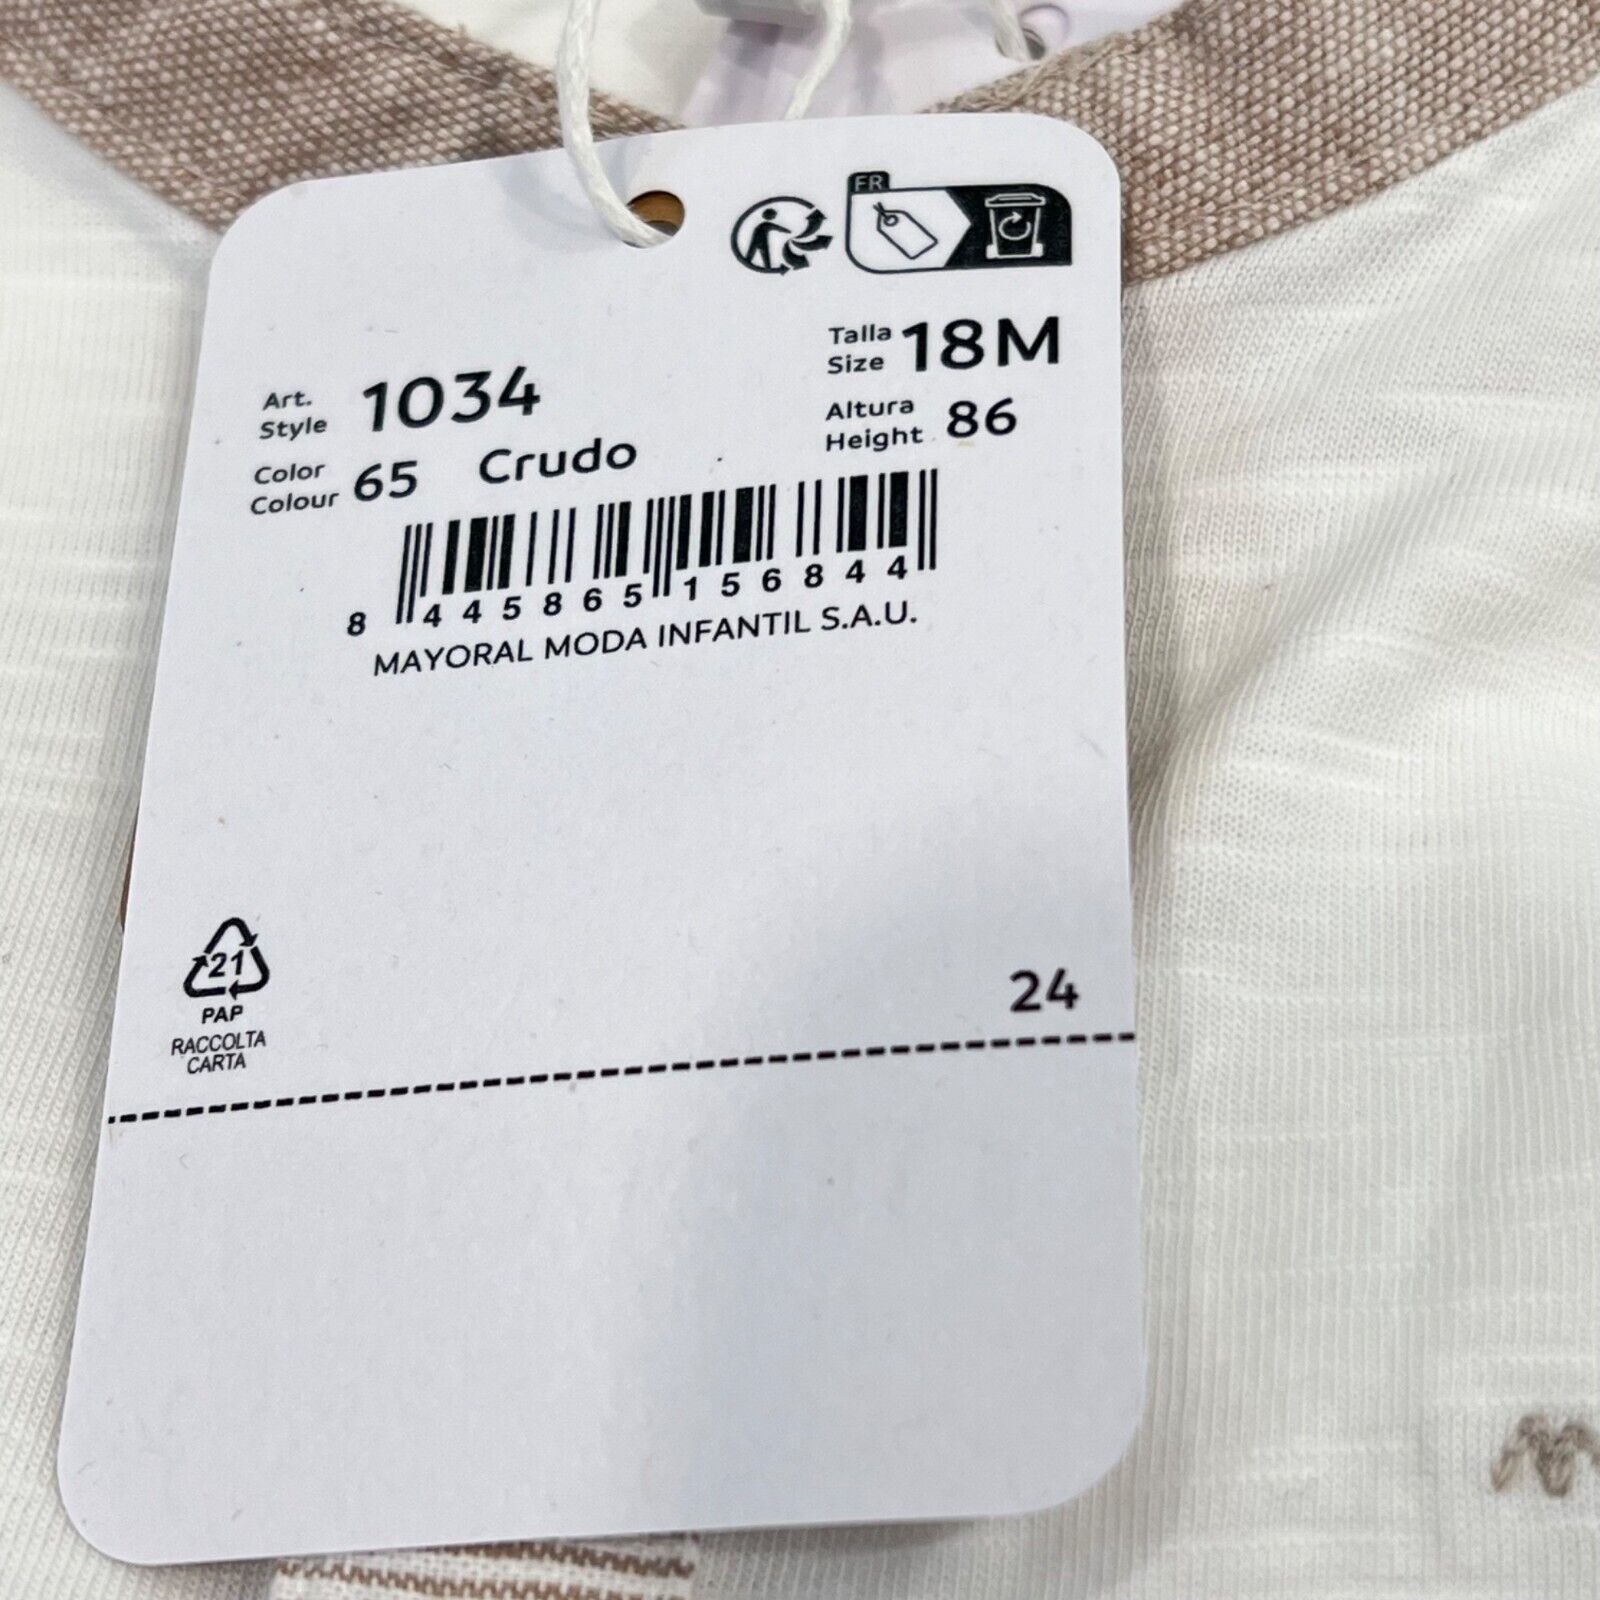 FR
Talla
Size 18M
Altura
Height 86
Art.
Style 1034
Color
Colour 65 Crudo
8 445865 156844
MAYORAL MODA INFANTIL S.A.U.
21
PAP
RACCOLTA
CARTA
24